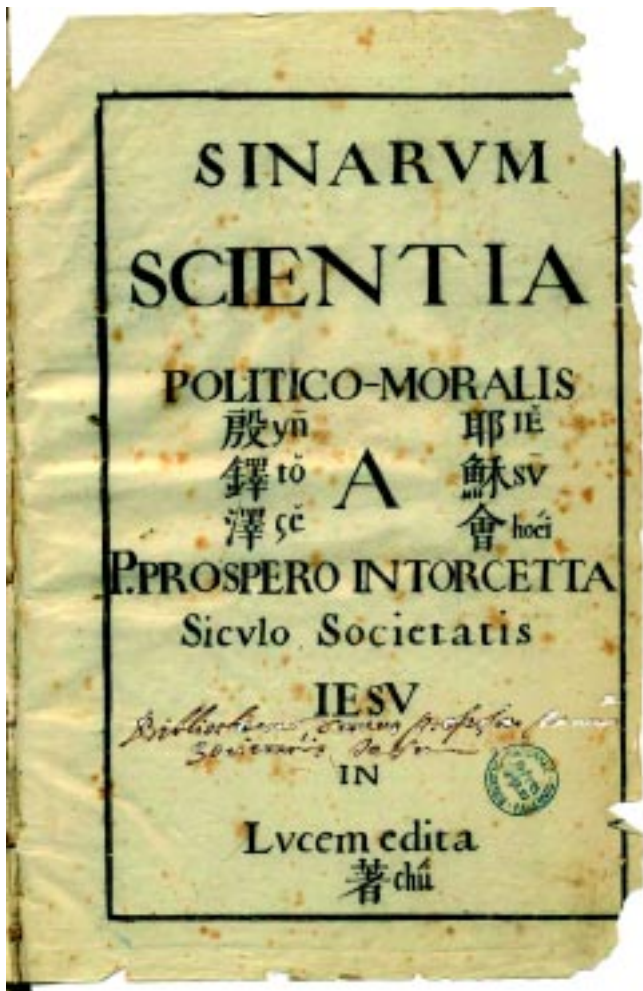 SINARVM
SCIENTIA
POLITICO-MORALIS
殷 yn̄ 耶 IĔ
鐸 tŏ A 穌 sv̄
澤 çĕ 會 hoéi
P. PROSPERO INTORCETTA
Sicvlo Societatis
IESV
IN
Lvcem edita
著 chú